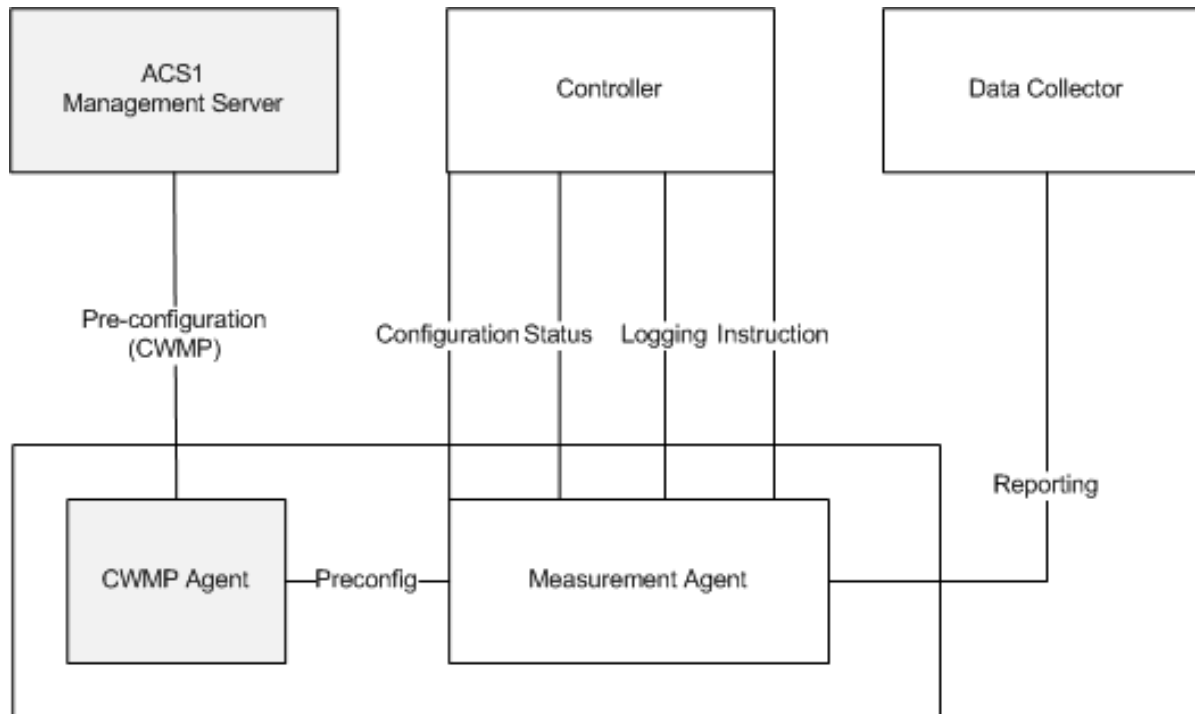 ACS1
Management Server
Controller
Data Collector
Pre-configuration
(CWMP)
Configuration
Status
Logging
Instruction
Reporting
CWMP Agent
Preconfig
Measurement Agent